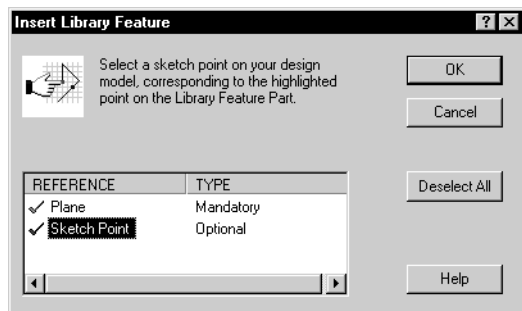 Insert Library Feature
Select a sketch point on your design
model, corresponding to the highlighted
point on the Library Feature Part.
OK
Cancel
REFERENCE TYPE
Plane Mandatory
Sketch Point Optional
Deselect All
Help